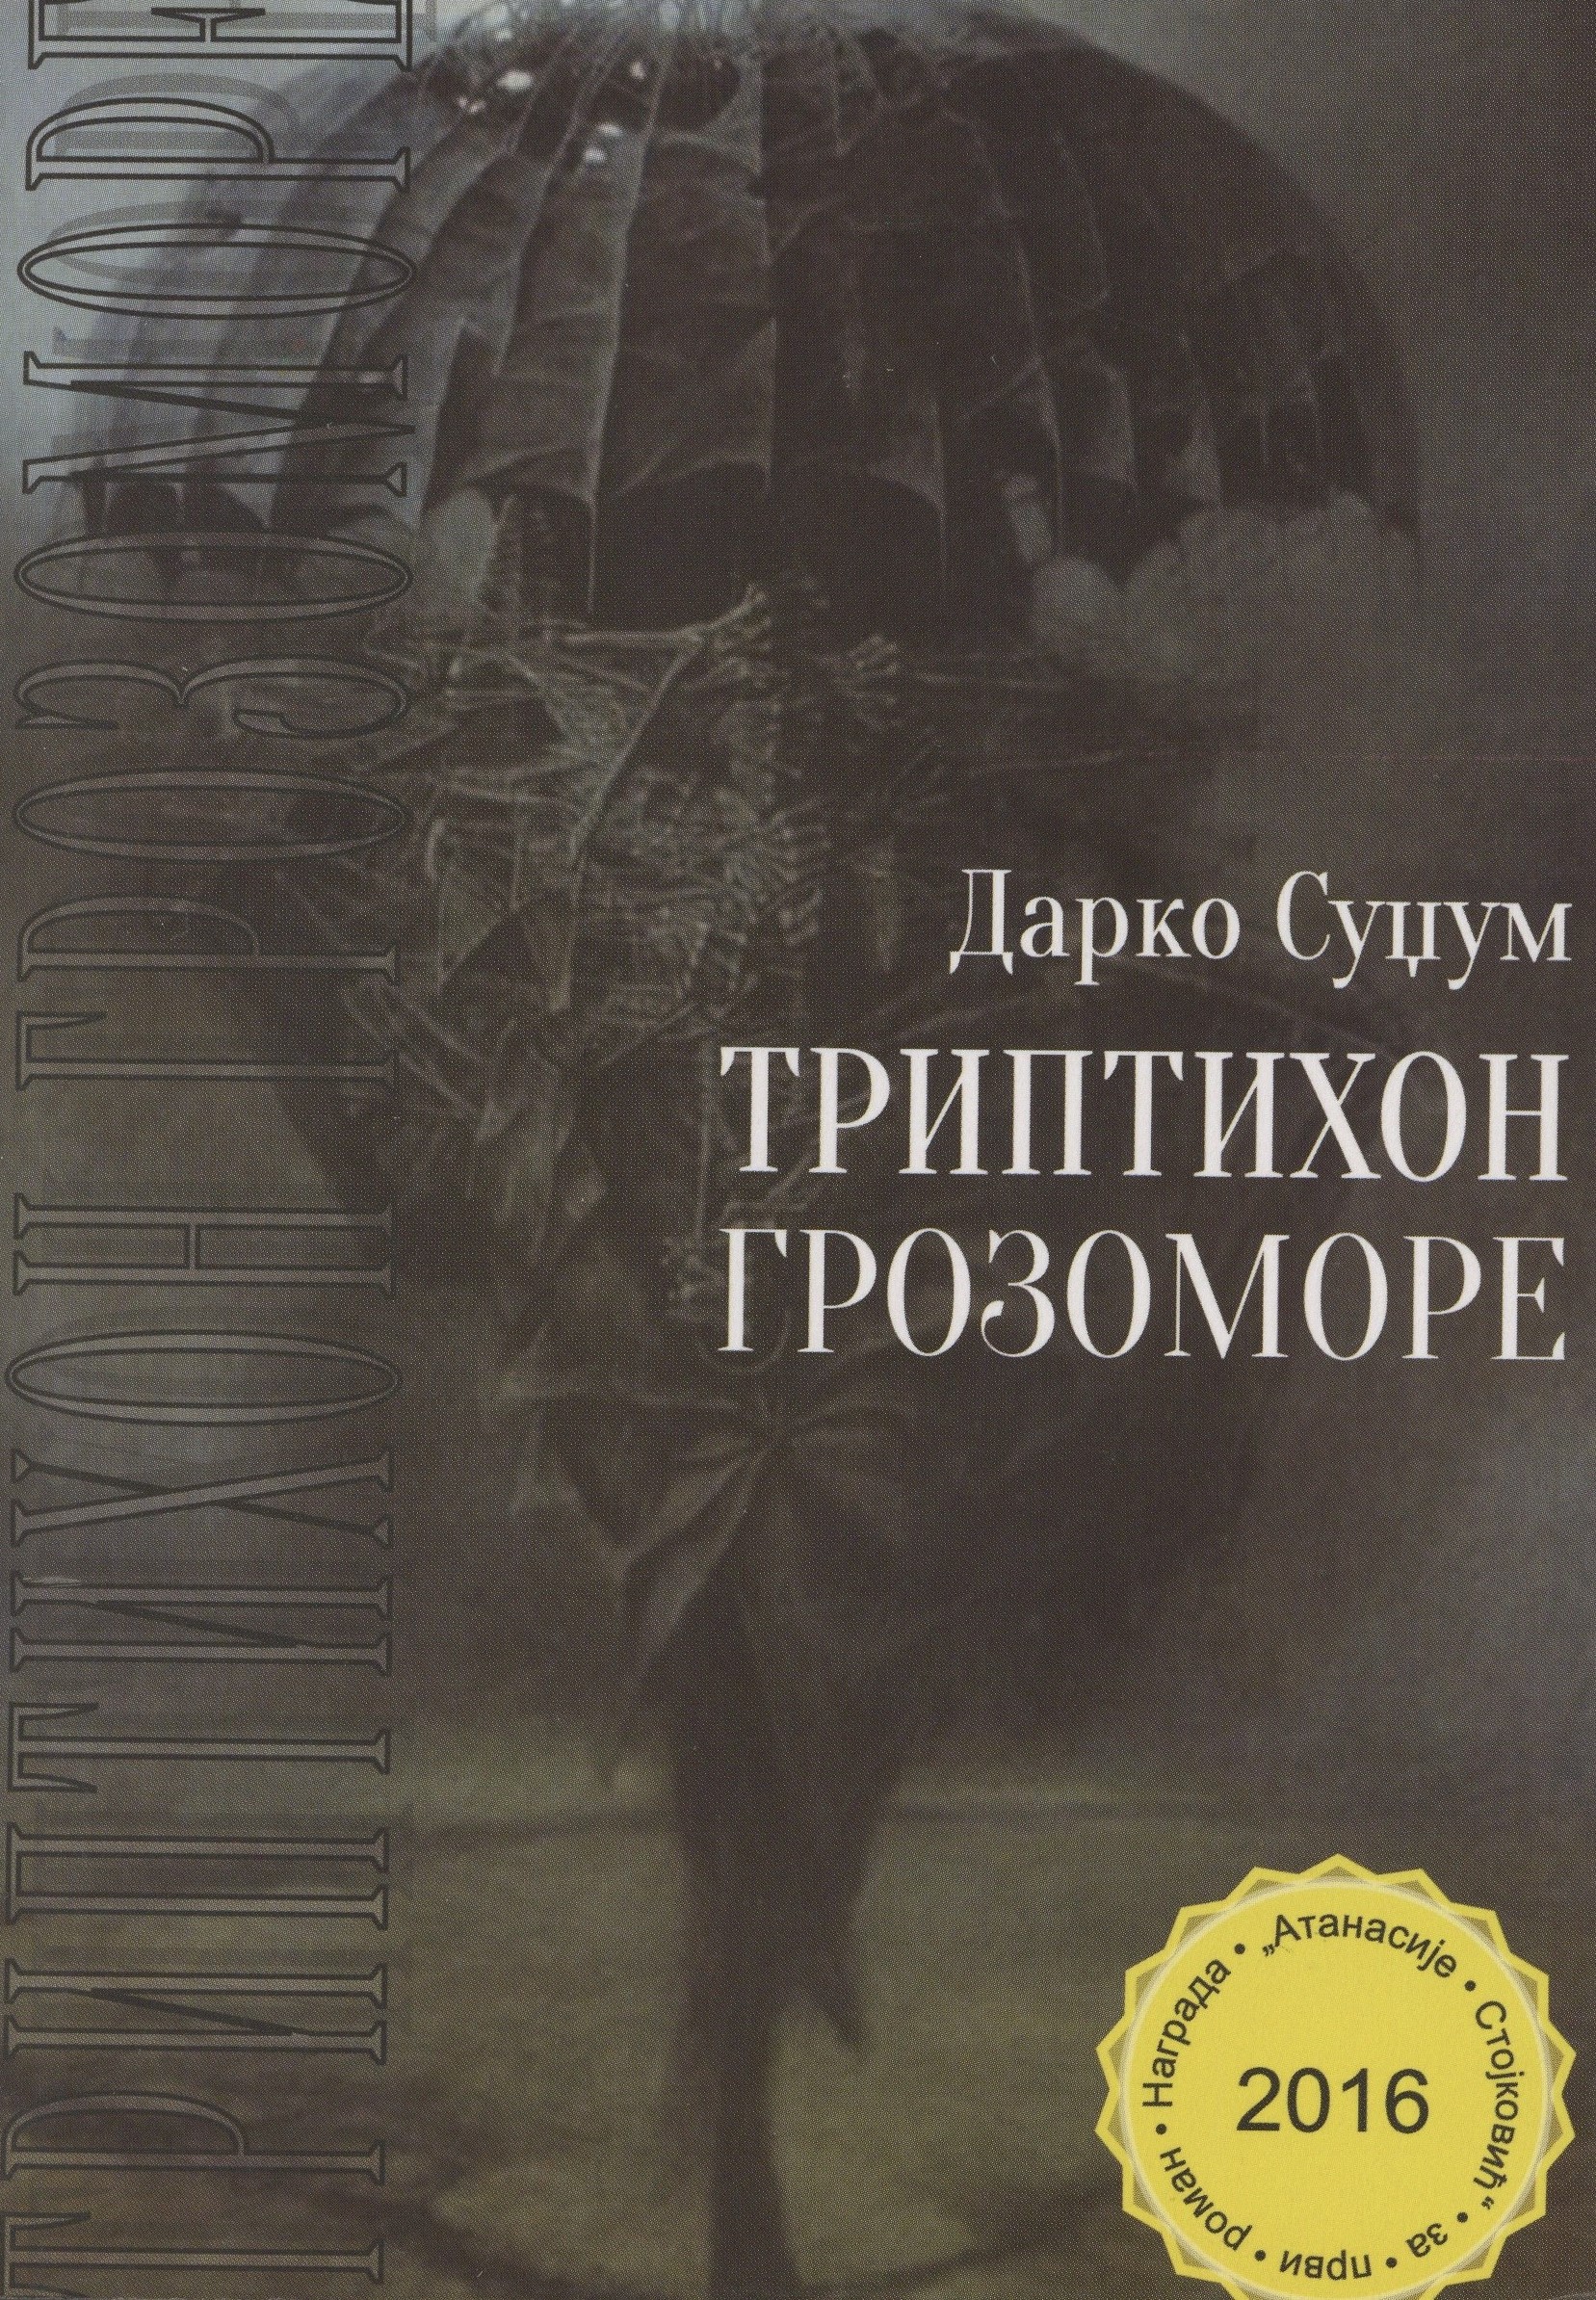 Дарко Суџум
ТРИПТИХОН
ГРОЗОМОРЕ
ТРИПТИХОН ГРОЗОМОРЕ
Награда • „Атанасије • Стојковић“ • за • први • роман •
2016